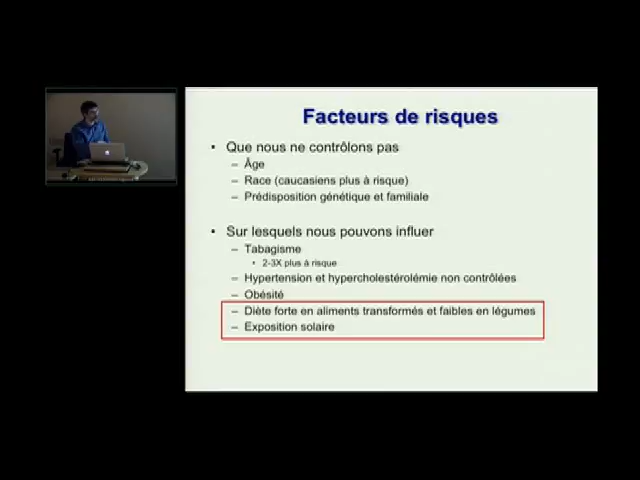 Facteurs de risques
• Que nous ne contrôlons pas
– Âge
– Race (caucasiens plus à risque)
– Prédisposition génétique et familiale
• Sur lesquels nous pouvons influer
– Tabagisme
• 2-3X plus à risque
– Hypertension et hypercholestérolémie non contrôlées
– Obésité
– Diète forte en aliments transformés et faibles en légumes
– Exposition solaire